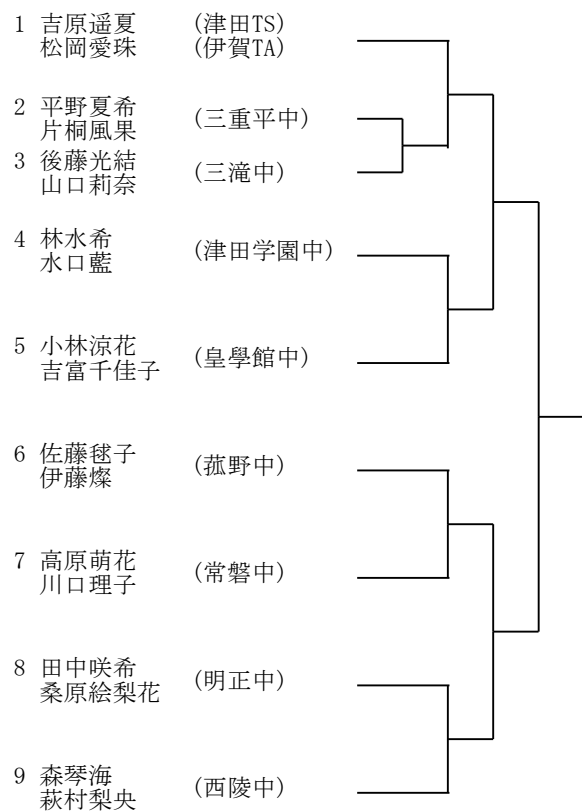 1 吉原遥夏 (津田TS)
松岡愛珠 (伊賀TA)
2 平野夏希
片桐風果 (三重平中)
3 後藤光結
山口莉奈 (三滝中)
4 林水希
水口藍 (津田学園中)
5 小林涼花
吉富千佳子 (皇學館中)
6 佐藤毬子
伊藤燦 (菰野中)
7 高原萌花
川口理子 (常磐中)
8 田中咲希
桑原絵梨花 (明正中)
9 森琴海
萩村梨央 (西陵中)